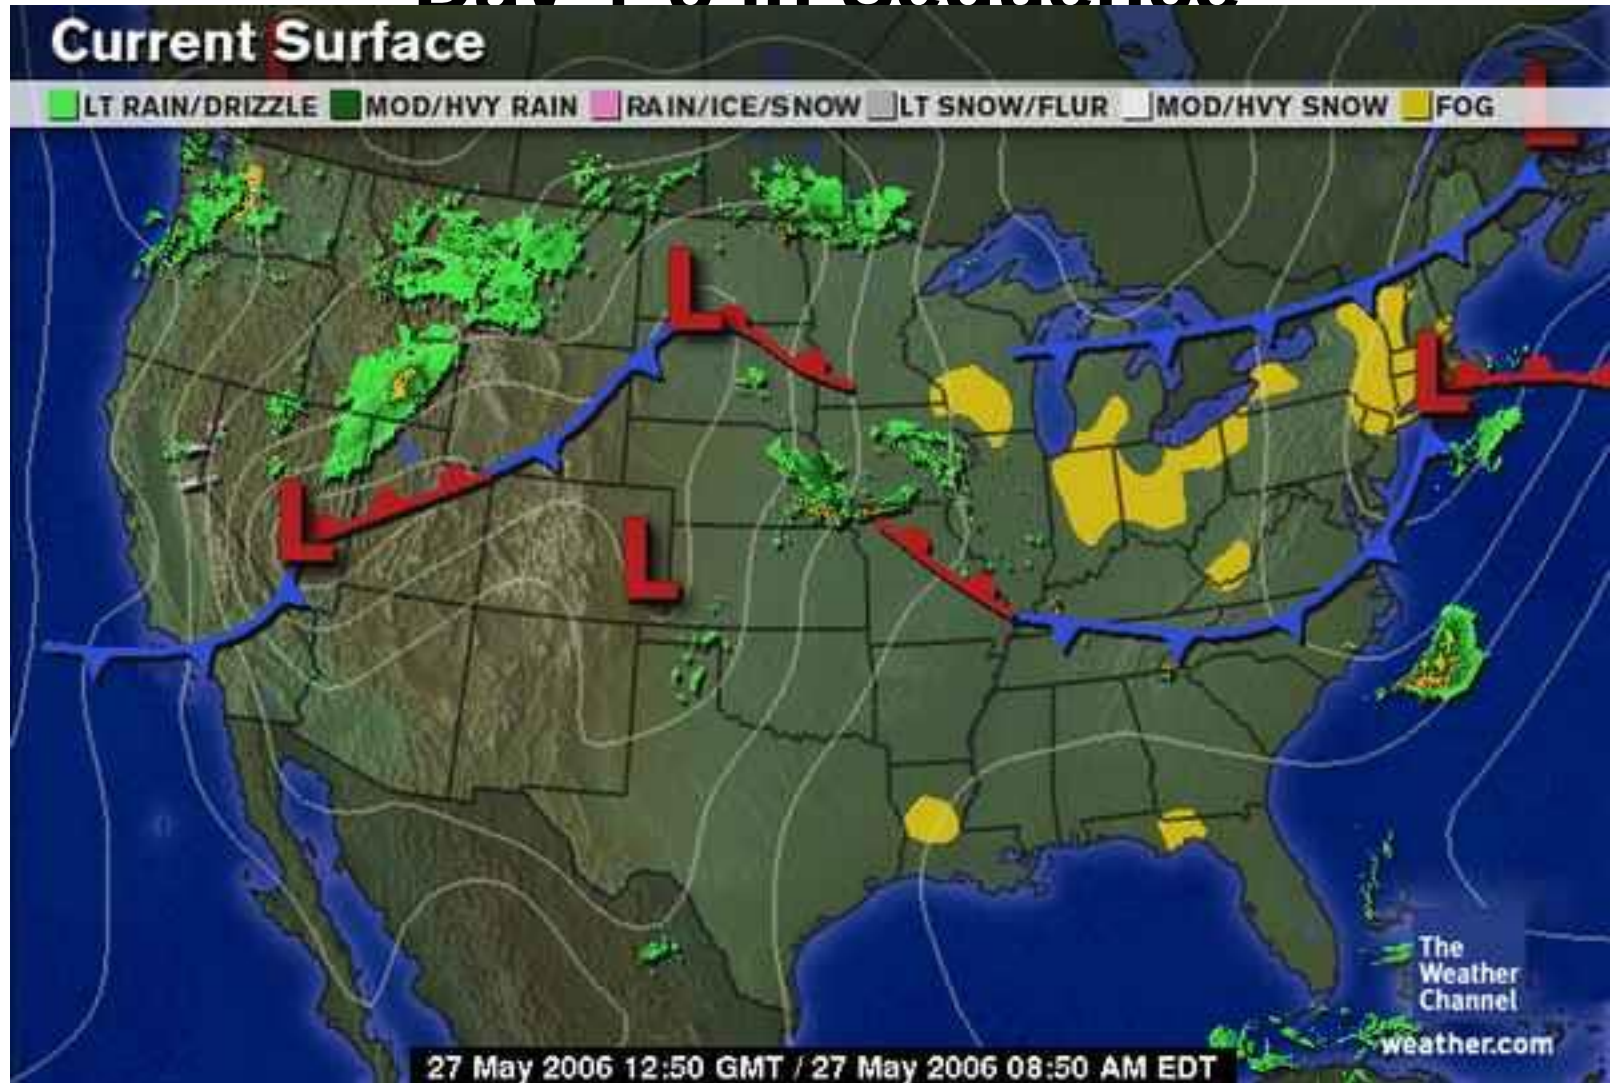 Current Surface
LT RAIN/DRIZZLE MOD/HVY RAIN RAIN/ICE/SNOW LT SNOW/FLUR MOD/HVY SNOW FOG
L
L
L
L
L
The
Weather
Channel
weather.com
27 May 2006 12:50 GMT / 27 May 2006 08:50 AM EDT